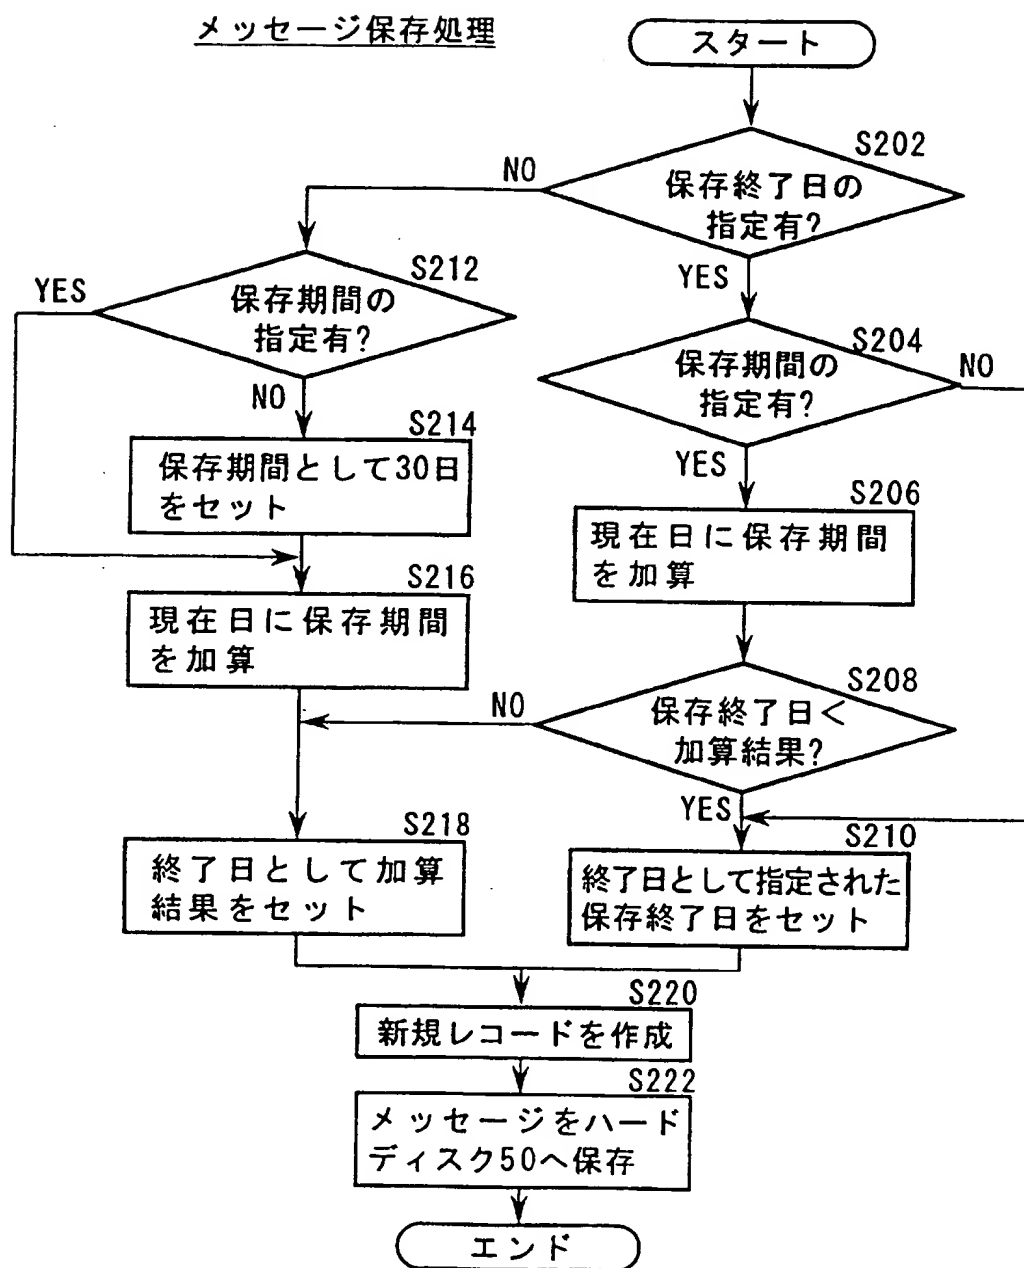 メッセージ保存処理
スタート
S202
保存終了日の
指定有?
NO
YES
S212
保存期間の
指定有?
YES
NO
S204
保存期間の
指定有?
NO
YES
S214
保存期間として30日
をセット
S206
現在日に保存期間
を加算
S216
現在日に保存期間
を加算
S208
保存終了日<
加算結果?
NO
YES
S218
終了日として加算
結果をセット
S210
終了日として指定された
保存終了日をセット
S220
新規レコードを作成
S222
メッセージをハード
ディスク50へ保存
エンド